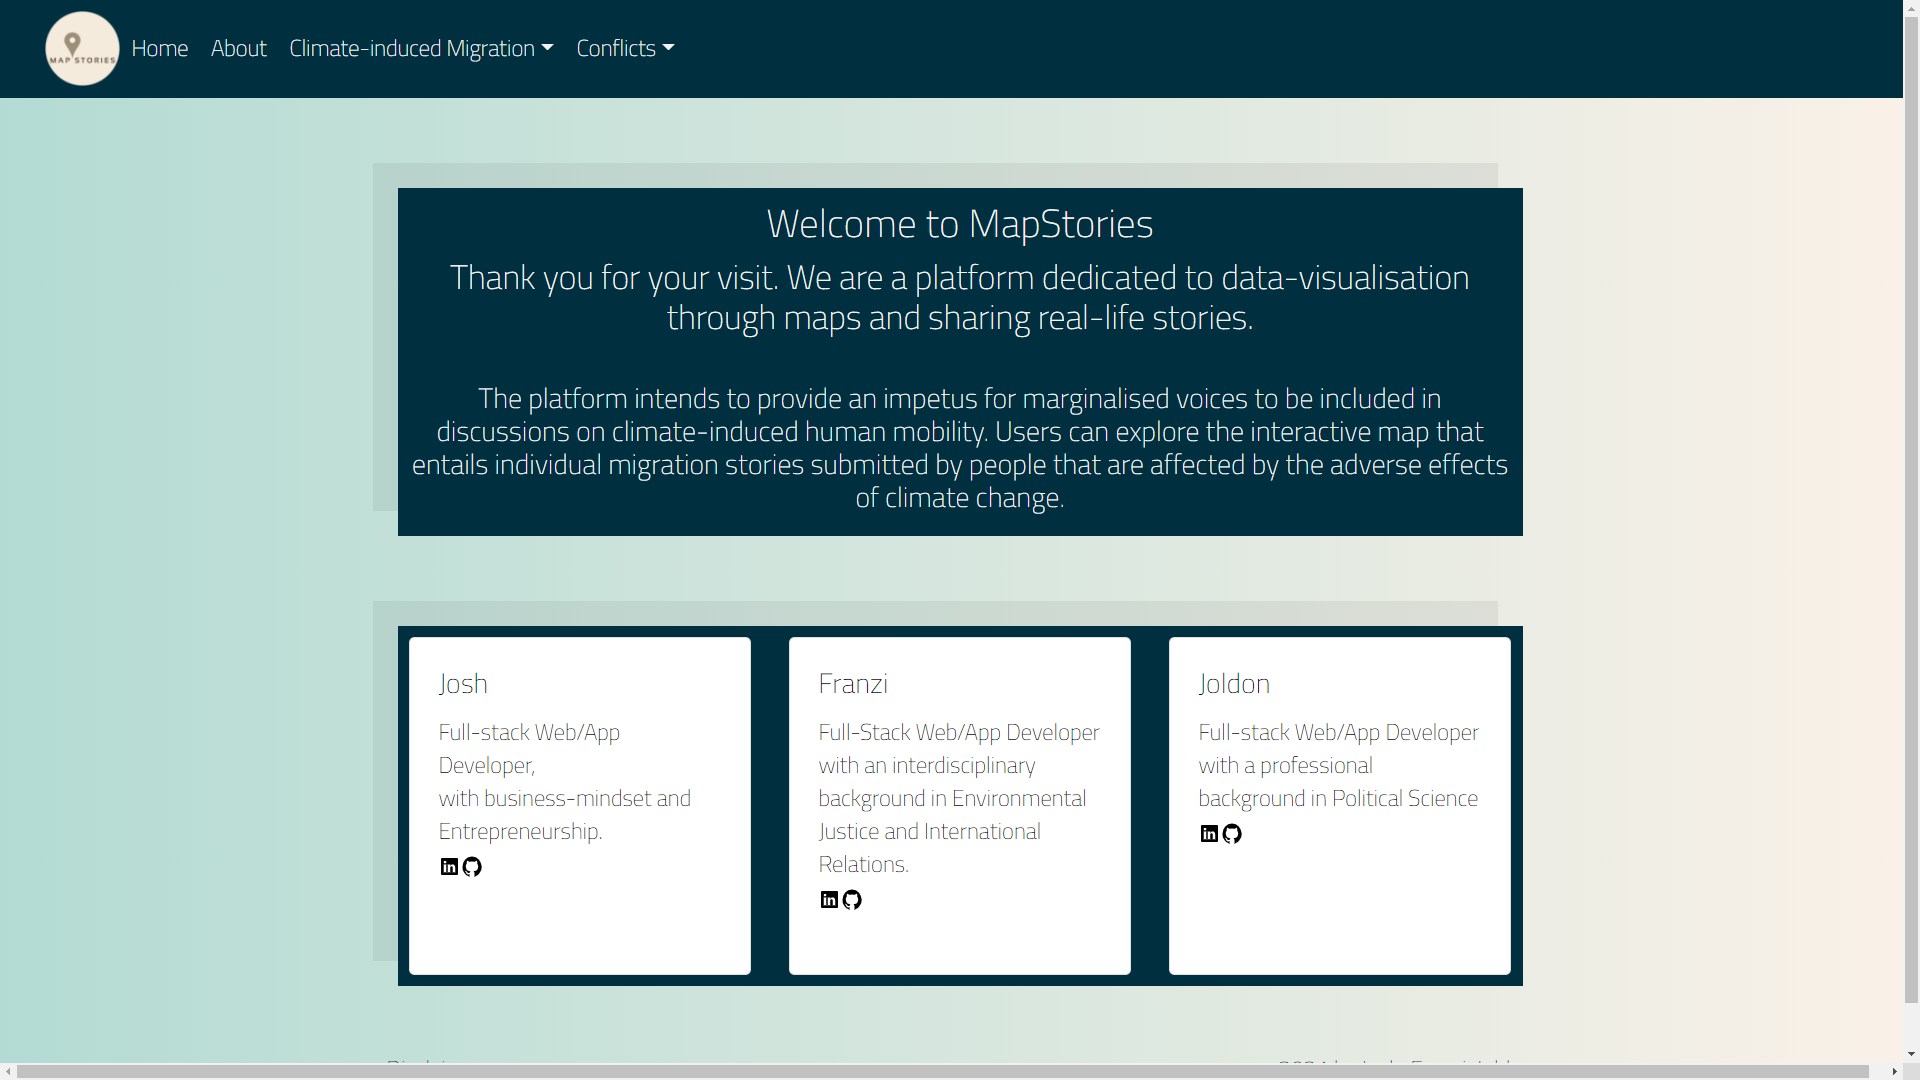 MAP STORIES
Home About Climate-induced Migration Conflicts
Welcome to MapStories
Thank you for your visit. We are a platform dedicated to data-visualisation
through maps and sharing real-life stories.
The platform intends to provide an impetus for marginalised voices to be included in
discussions on climate-induced human mobility. Users can explore the interactive map that
entails individual migration stories submitted by people that are affected by the adverse effects
of climate change.
Josh
Full-stack Web/App
Developer,
with business-mindset and
Entrepreneurship.
Franzi
Full-Stack Web/App Developer
with an interdisciplinary
background in Environmental
Justice and International
Relations.
Joldon
Full-stack Web/App Developer
with a professional
background in Political Science